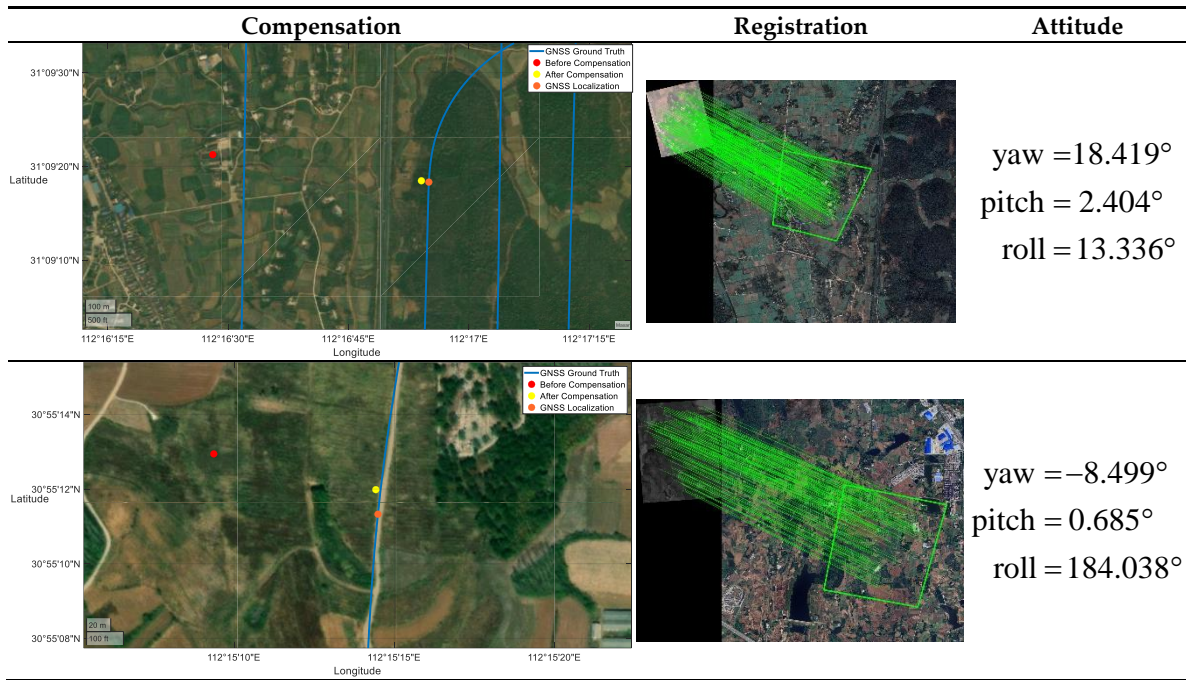 Compensation Registration Attitude
GNSS Ground Truth
Before Compensation
After Compensation
GNSS Localization
31°09'30"N
31°09'20"N
Latitude
31°09'10"N
100 m
500 ft
112°16'15"E 112°16'30"E 112°16'45"E 112°17'E 112°17'15"E
Longitude
yaw = 18.419°
pitch = 2.404°
roll = 13.336°
GNSS Ground Truth
Before Compensation
After Compensation
GNSS Localization
30°55'14"N
30°55'12"N
Latitude
30°55'10"N
30°55'08"N
20 m
100 ft
112°15'10"E 112°15'15"E 112°15'20"E
Longitude
yaw = −8.499°
pitch = 0.685°
roll = 184.038°